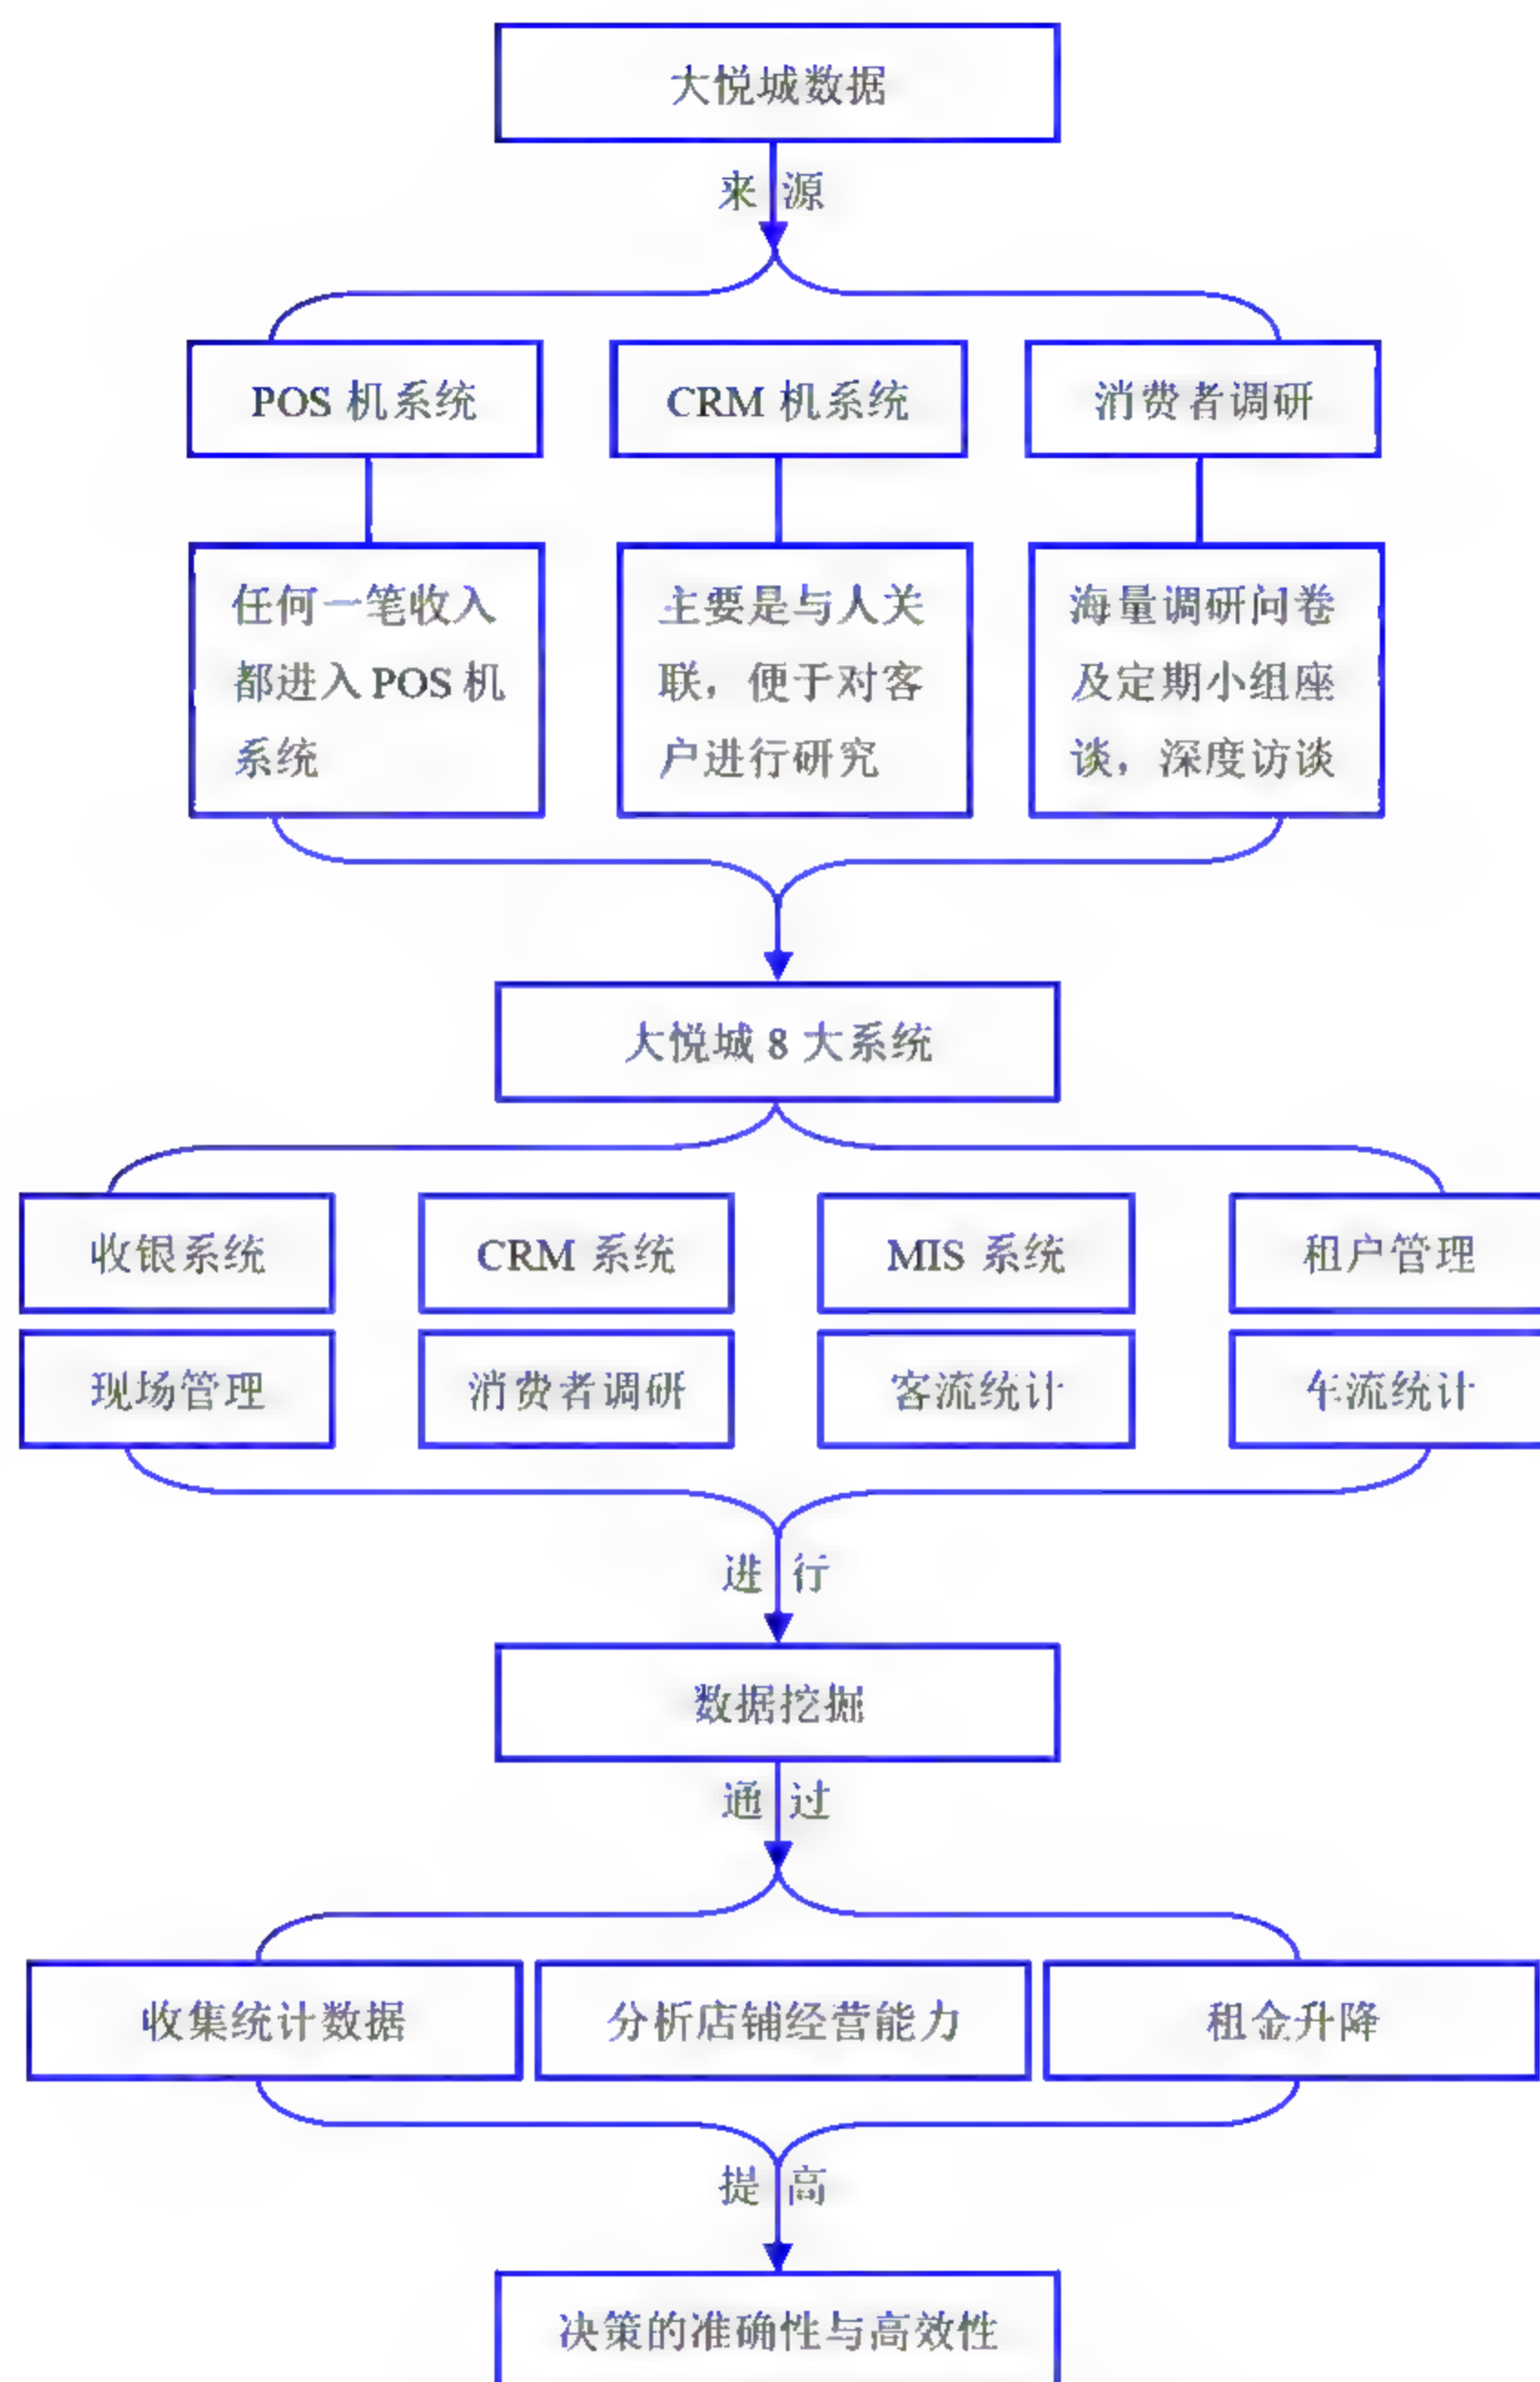 大悦城数据
来 源
POS 机系统
CRM 机系统
消费者调研
任何一笔收入
都进入 POS 机
系统
主要是与人关
联，便于对客
户进行研究
海量调研问卷
及定期小组座
谈，深度访谈
大悦城 8 大系统
收银系统
CRM 系统
MIS 系统
租户管理
现场管理
消费者调研
客流统计
车流统计
进 行
数据挖掘
通 过
收集统计数据
分析店铺经营能力
租金升降
提 高
决策的准确性与高效性